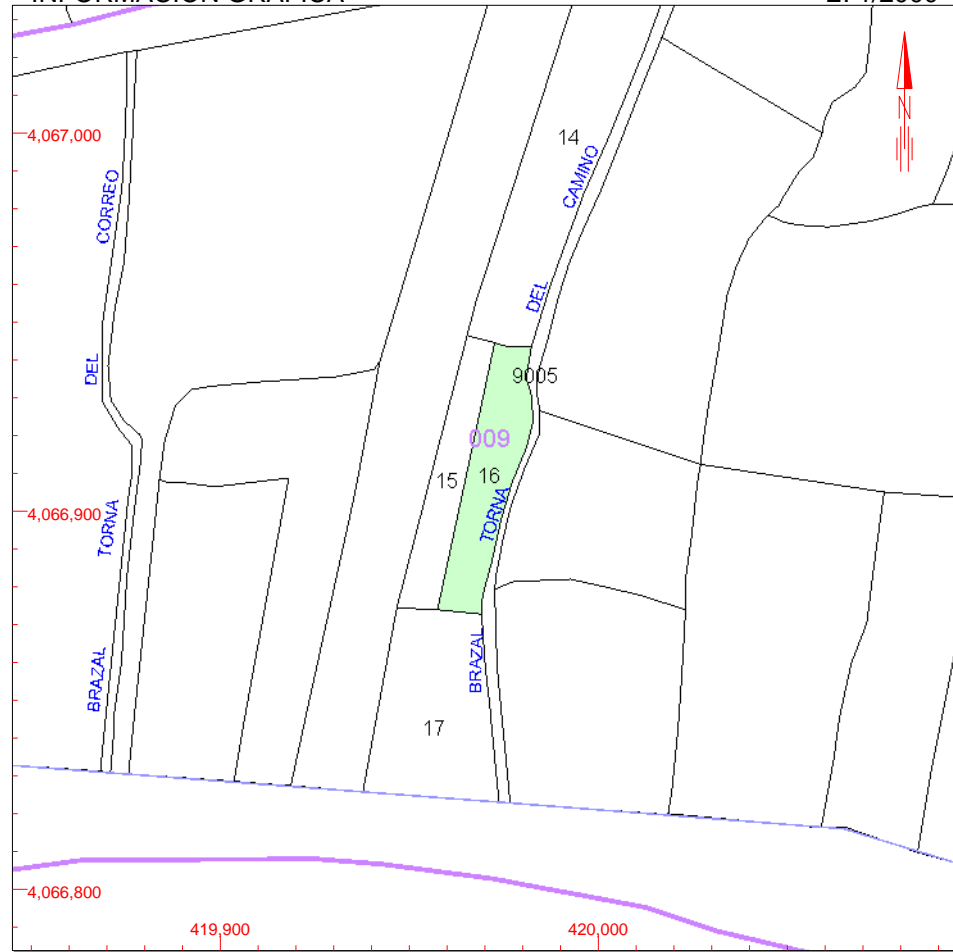 4,067,000
14
CORREO
CAMINO
DEL
DEL
9005
009
15
16
4,066,900
TORNA
TORNA
BRAZAL
BRAZAL
17
4,066,800
419,900
420,000
N